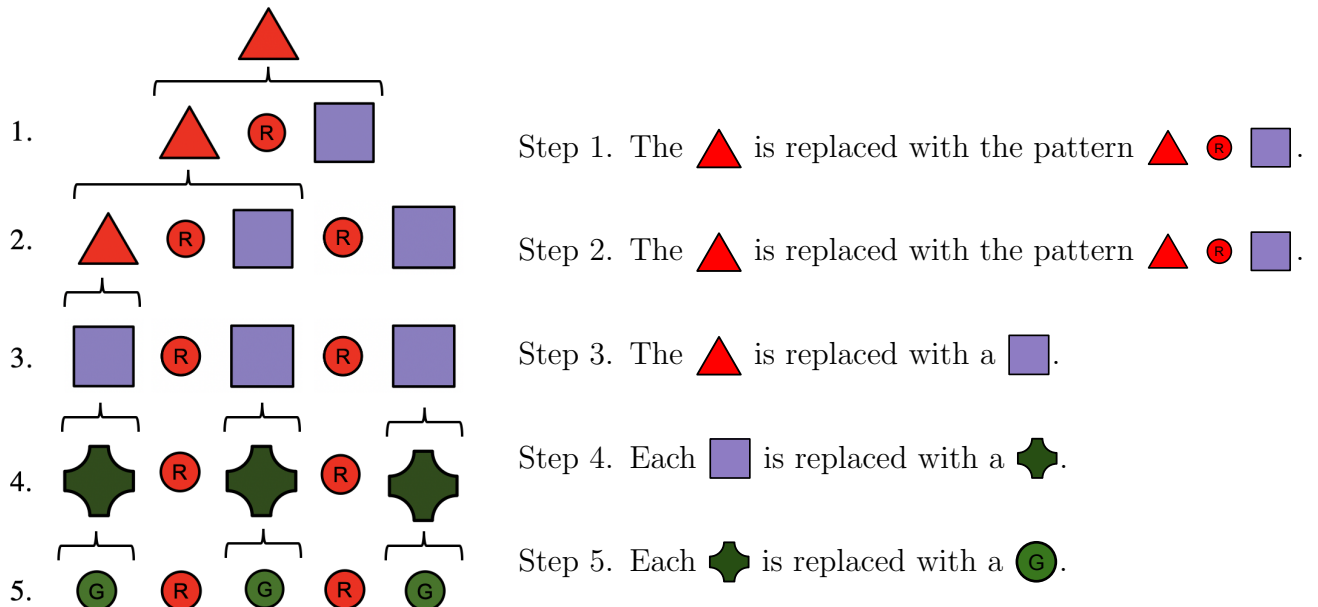 1. R
Step 1. The is replaced with the pattern R .
2. R R
Step 2. The is replaced with the pattern R .
3. R R
Step 3. The is replaced with a .
4. R R
Step 4. Each is replaced with a .
5. G R G R G
Step 5. Each is replaced with a G .